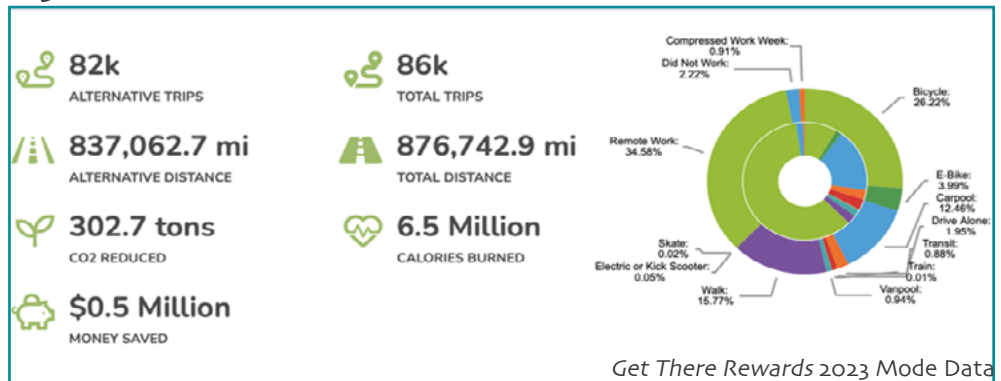 82k
ALTERNATIVE TRIPS
86k
TOTAL TRIPS
837,062.7 mi
ALTERNATIVE DISTANCE
876,742.9 mi
TOTAL DISTANCE
302.7 tons
CO2 REDUCED
6.5 Million
CALORIES BURNED
$0.5 Million
MONEY SAVED
Compressed Work Week:
0.91%
Did Not Work:
2.22%
Bicycle:
26.22%
Remote Work:
34.58%
E-Bike:
3.99%
Carpool:
12.46%
Drive Alone:
1.95%
Transit:
0.88%
Train:
0.01%
Vanpool:
0.94%
Skate:
0.02%
Electric or Kick Scooter:
0.05%
Walk:
15.77%
Get There Rewards 2023 Mode Data